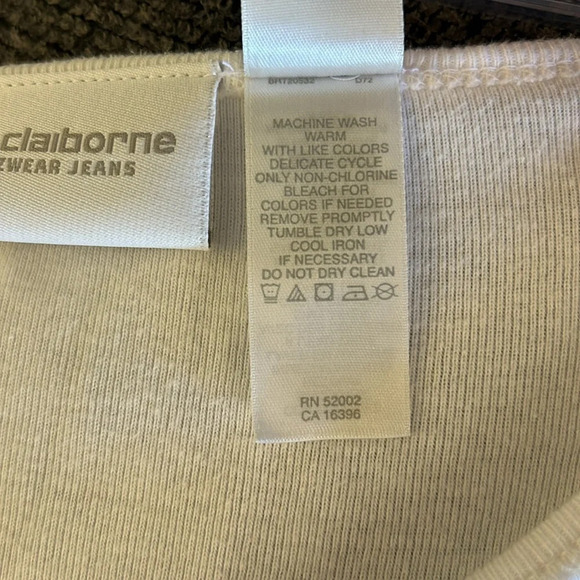 claiborne
ZWEAR JEANS
D72
MACHINE WASH
WARM
WITH LIKE COLORS
DELICATE CYCLE
ONLY NON-CHLORINE
BLEACH FOR
COLORS IF NEEDED
REMOVE PROMPTLY
TUMBLE DRY LOW
COOL IRON
IF NECESSARY
DO NOT DRY CLEAN
RN 52002
CA 16396